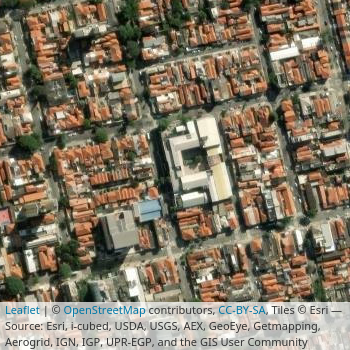 Leaflet | © OpenStreetMap contributors, CC-BY-SA, Tiles © Esri —
Source: Esri, i-cubed, USDA, USGS, AEX, GeoEye, Getmapping,
Aerogrid, IGN, IGP, UPR-EGP, and the GIS User Community